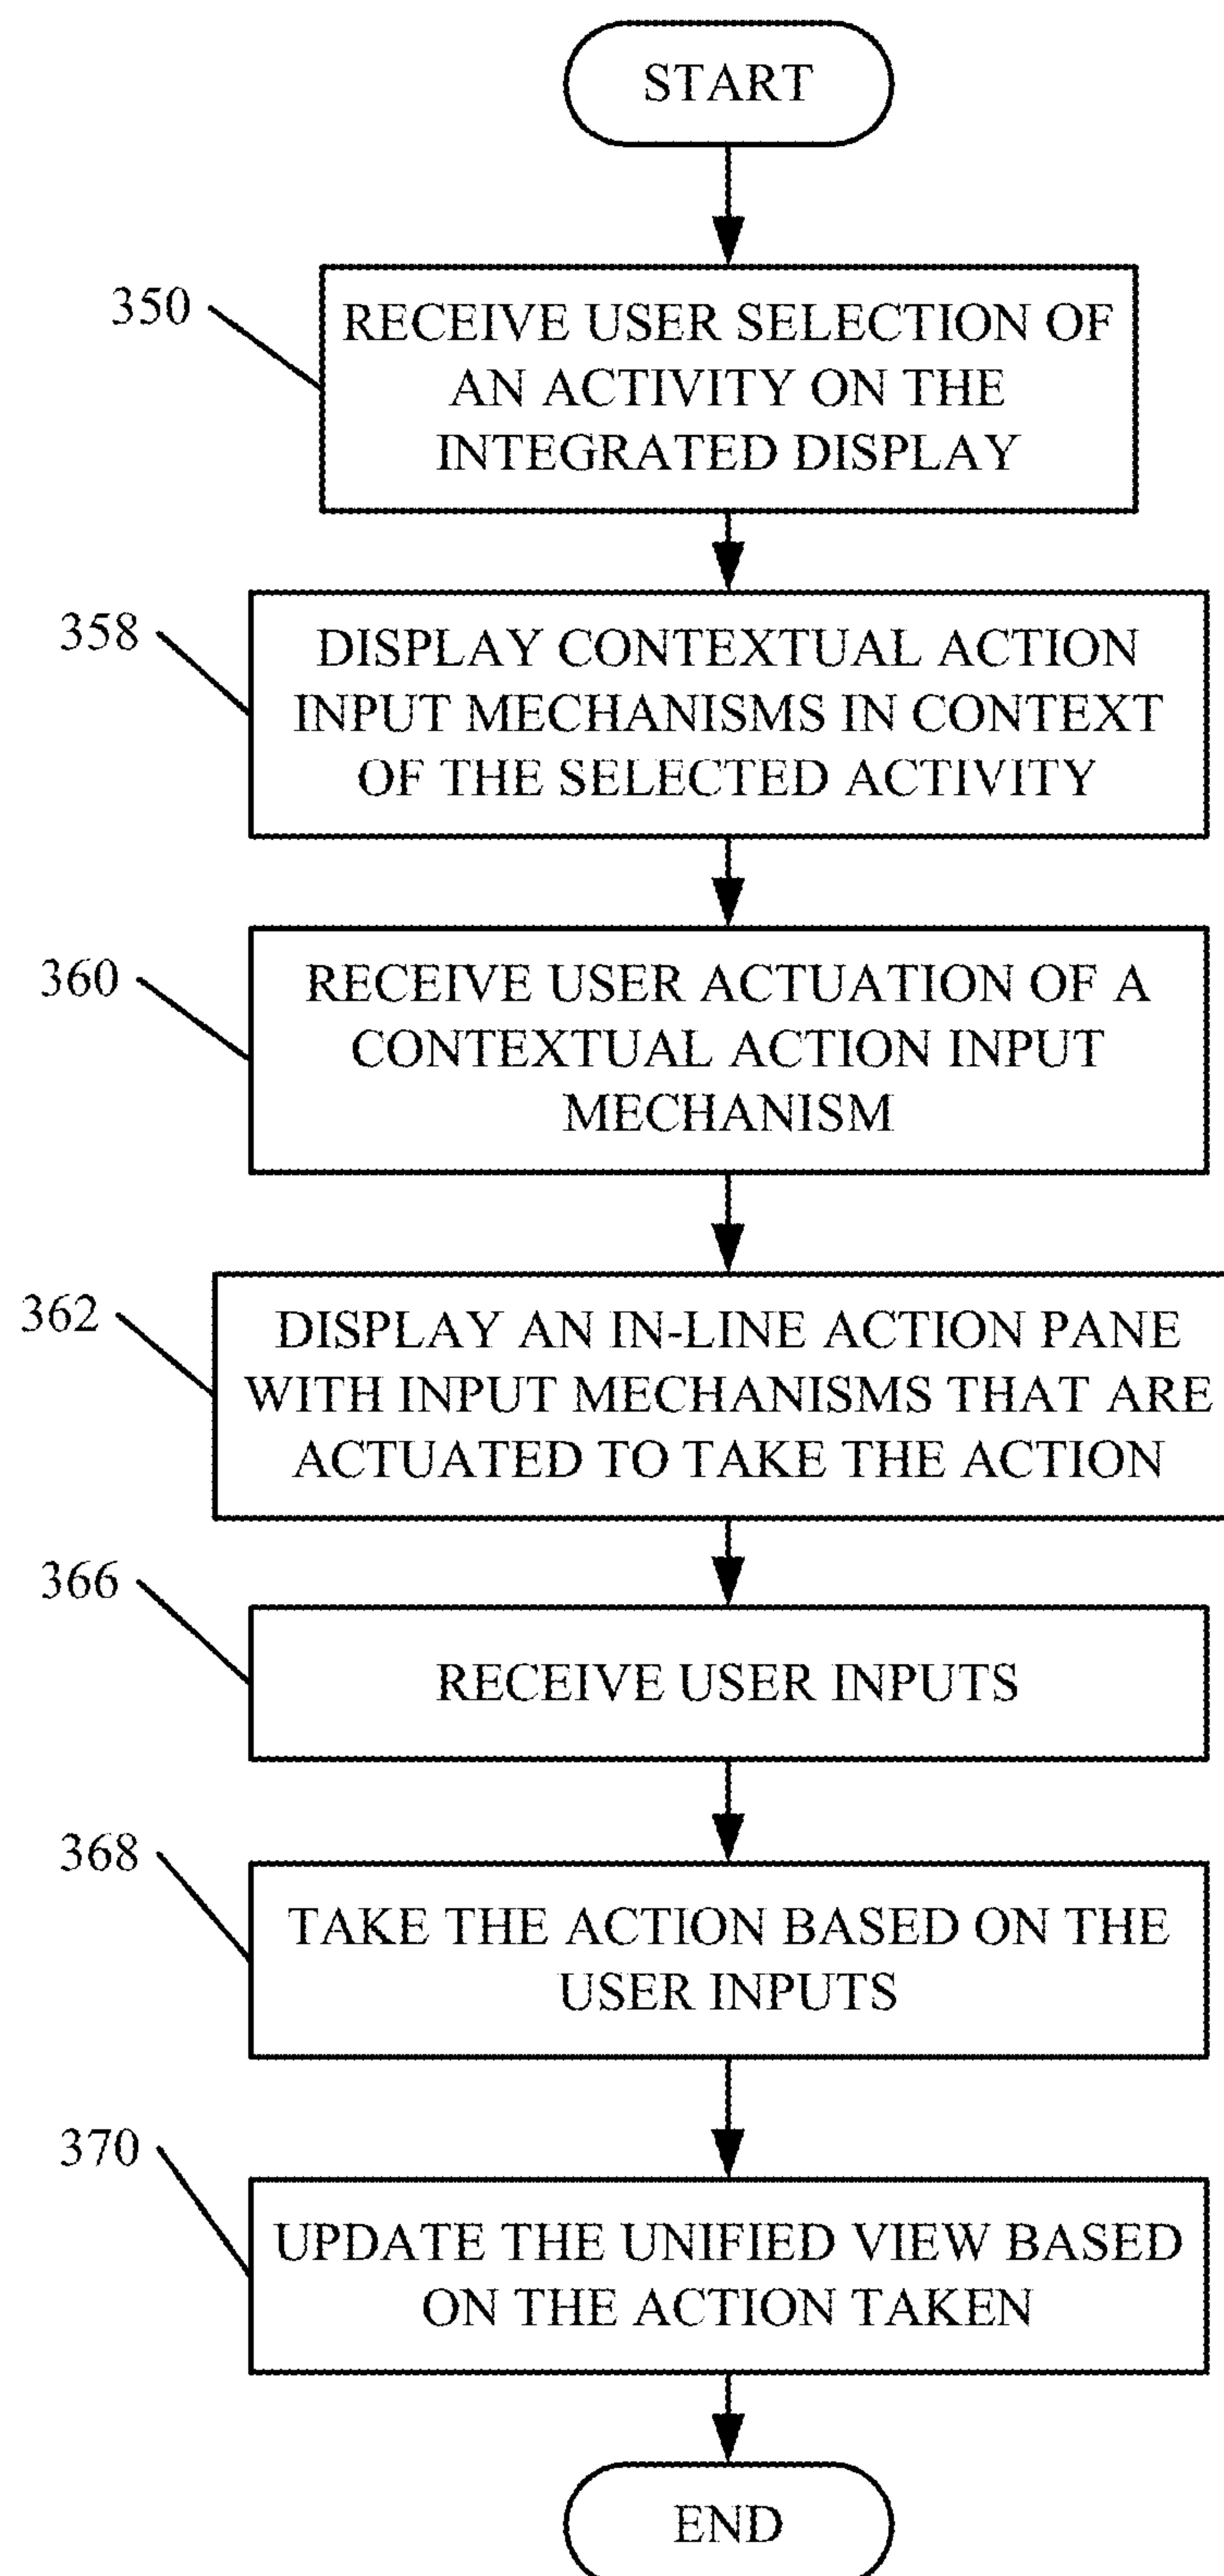 START
350
RECEIVE USER SELECTION OF
AN ACTIVITY ON THE
INTEGRATED DISPLAY
358
DISPLAY CONTEXTUAL ACTION
INPUT MECHANISMS IN CONTEXT
OF THE SELECTED ACTIVITY
360
RECEIVE USER ACTUATION OF A
CONTEXTUAL ACTION INPUT
MECHANISM
362
DISPLAY AN IN-LINE ACTION PANE
WITH INPUT MECHANISMS THAT ARE
ACTUATED TO TAKE THE ACTION
366
RECEIVE USER INPUTS
368
TAKE THE ACTION BASED ON THE
USER INPUTS
370
UPDATE THE UNIFIED VIEW BASED
ON THE ACTION TAKEN
END